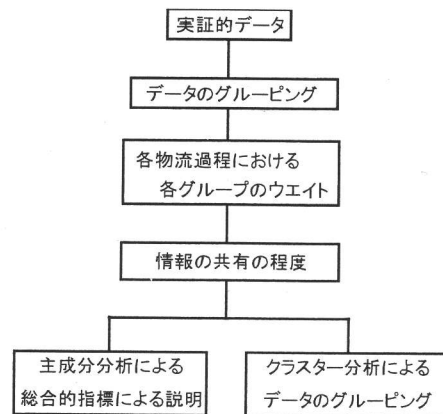 実証的データ
データのグルーピング
各物流過程における
各グループのウエイト
情報の共有の程度
主成分分析による
総合的指標による説明
クラスター分析による
データのグルーピング